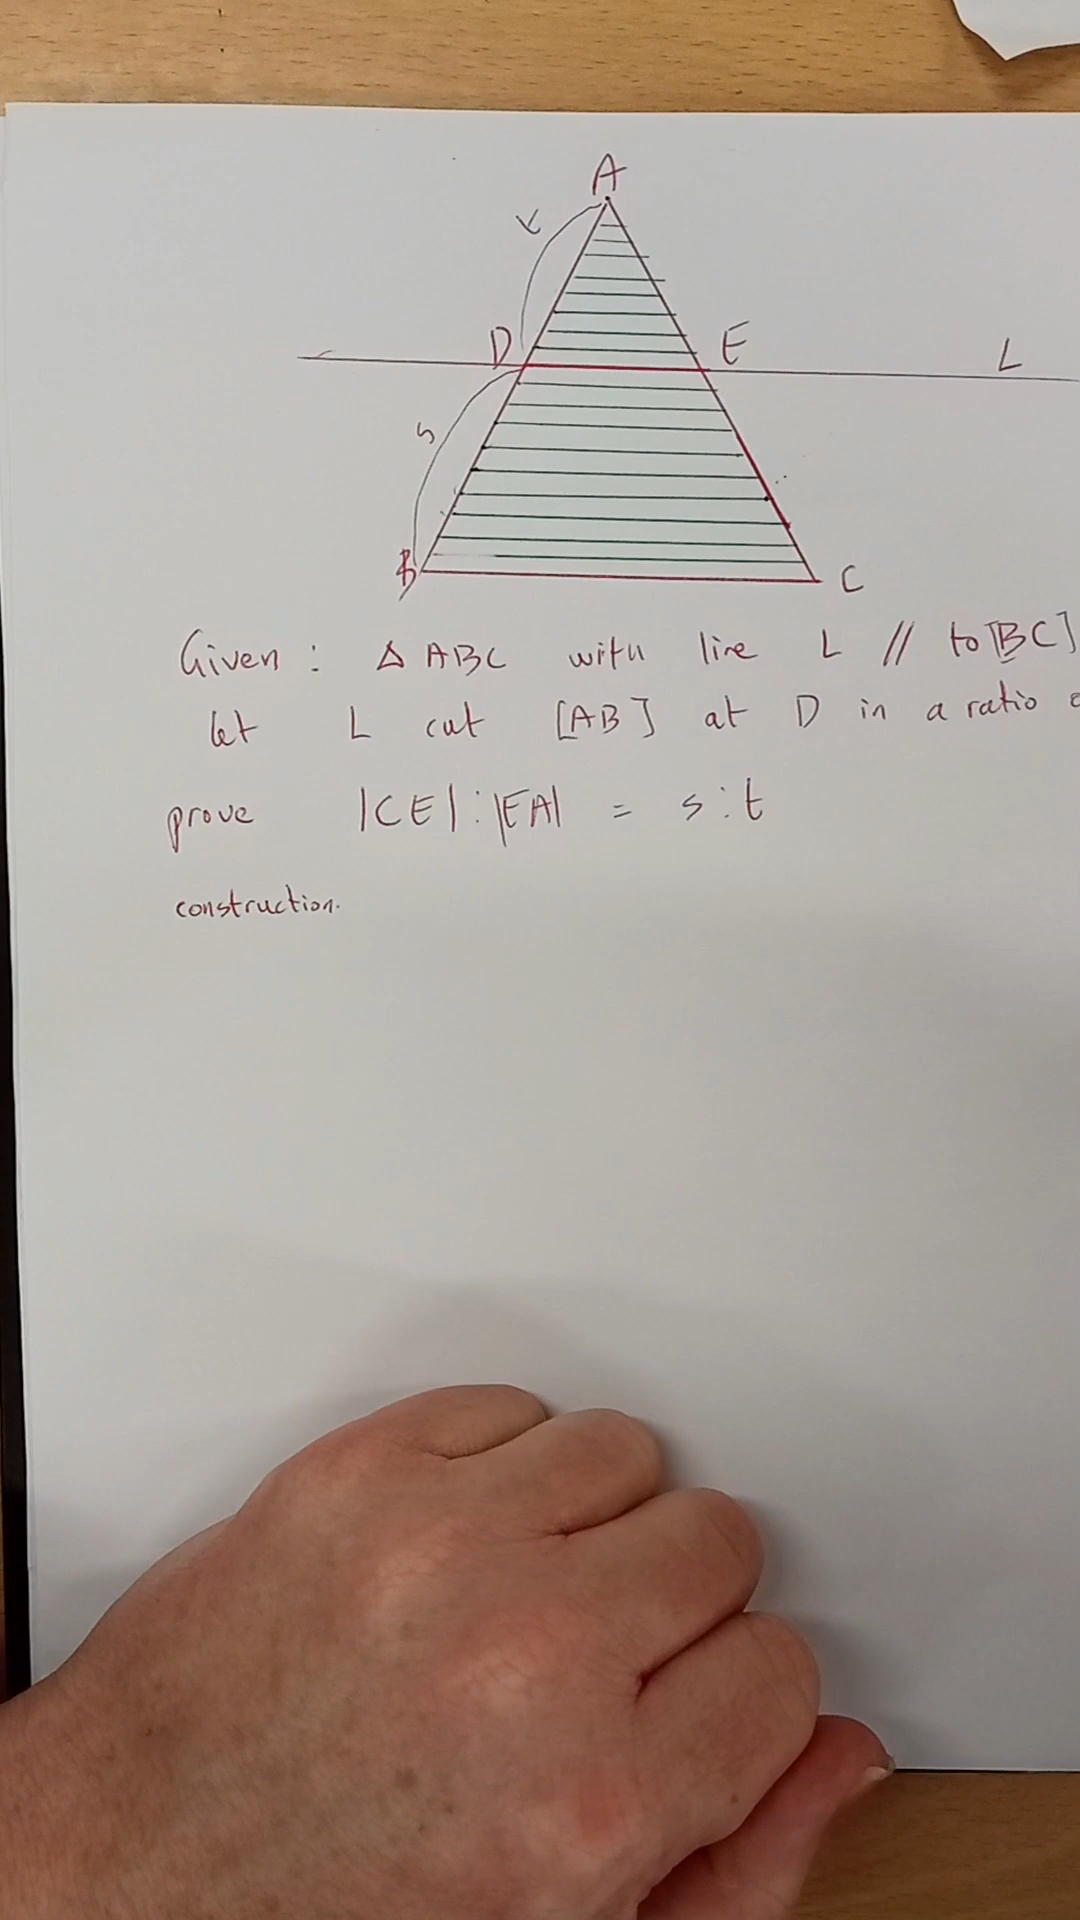 A
t
D E L
s
B C
Given : Δ ABC with line L // to [BC]
let L cut [AB] at D in a ratio
prove |CE| : |EA| = s : t
construction.